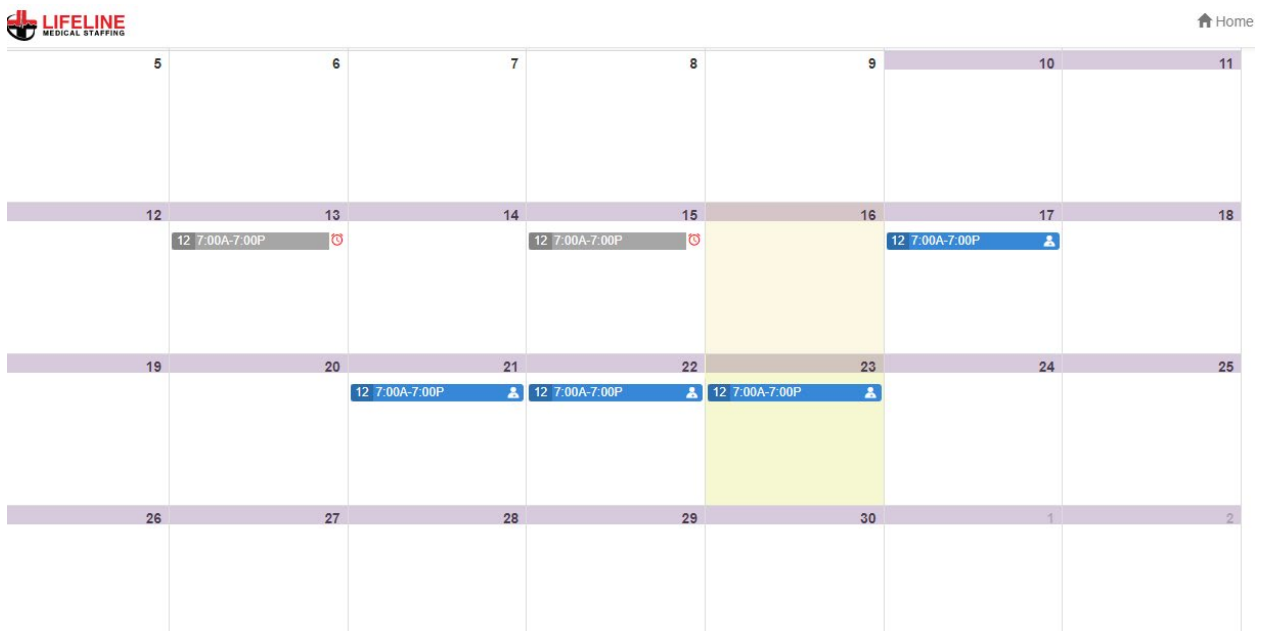 LIFELINE
MEDICAL STAFFING
Home
5 6 7 8 9 10 11
12 13 14 15 16 17 18
12 7:00A-7:00P 12 7:00A-7:00P 12 7:00A-7:00P
19 20 21 22 23 24 25
12 7:00A-7:00P 12 7:00A-7:00P 12 7:00A-7:00P
26 27 28 29 30 1 2